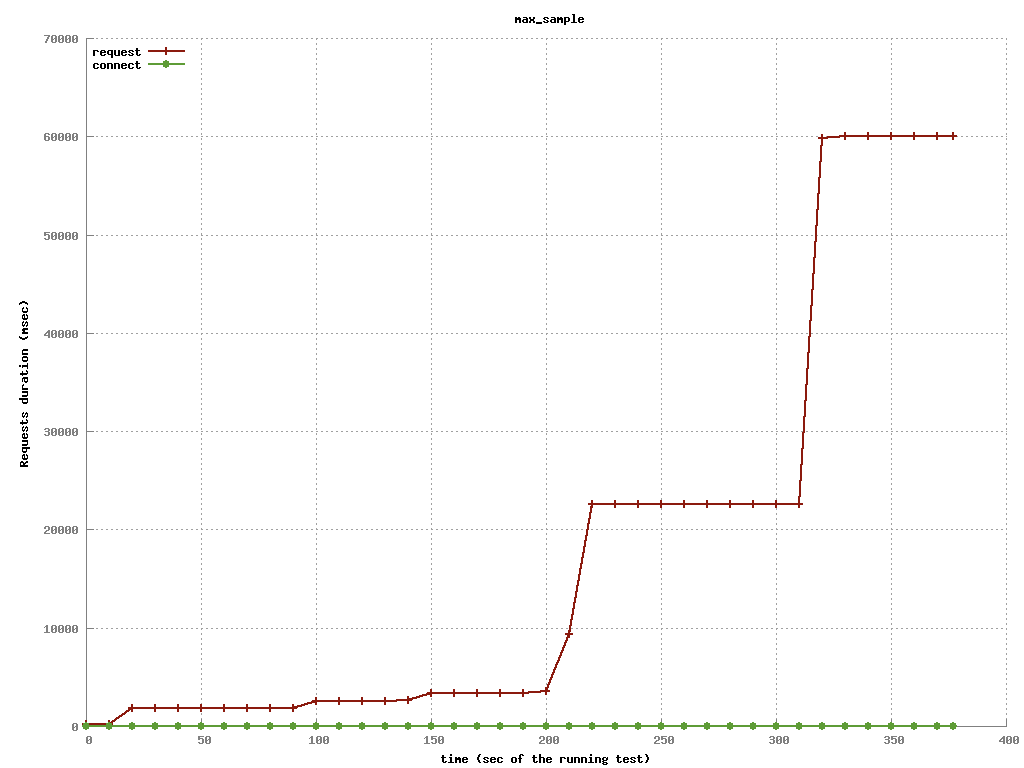 max_sample
request
connect
70000
60000
50000
40000
30000
20000
10000
0
Requests duration (msec)
0 50 100 150 200 250 300 350 400
time (sec of the running test)